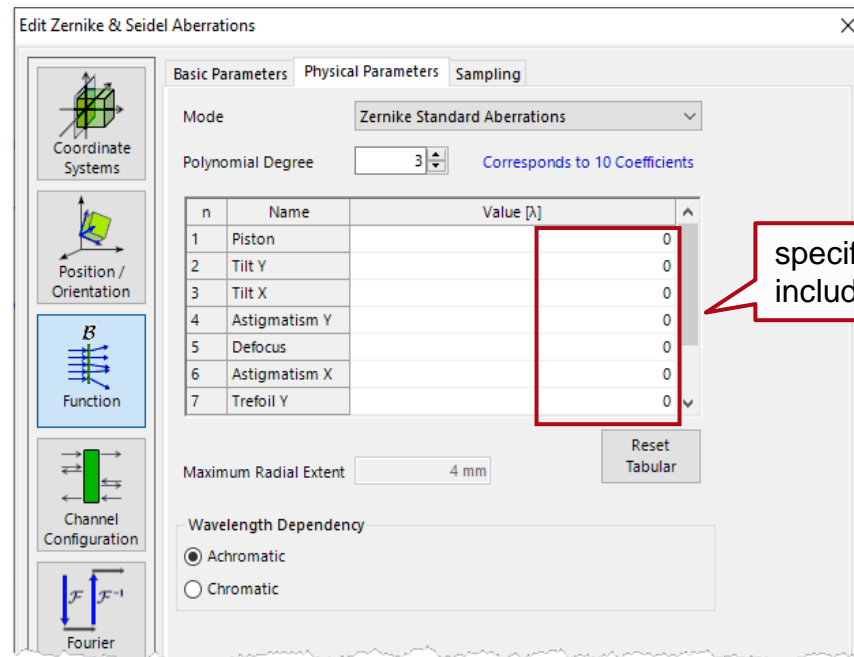 Edit Zernike & Seidel Aberrations
Coordinate
Systems
Position /
Orientation
B
Function
Channel
Configuration
F F⁻¹
Fourier
Basic Parameters Physical Parameters Sampling
Mode Zernike Standard Aberrations
Polynomial Degree 3 Corresponds to 10 Coefficients
n Name Value [λ]
1 Piston 0
2 Tilt Y 0
3 Tilt X 0
4 Astigmatism Y 0
5 Defocus 0
6 Astigmatism X 0
7 Trefoil Y 0
Reset
Tabular
Maximum Radial Extent 4 mm
Wavelength Dependency
Achromatic
Chromatic